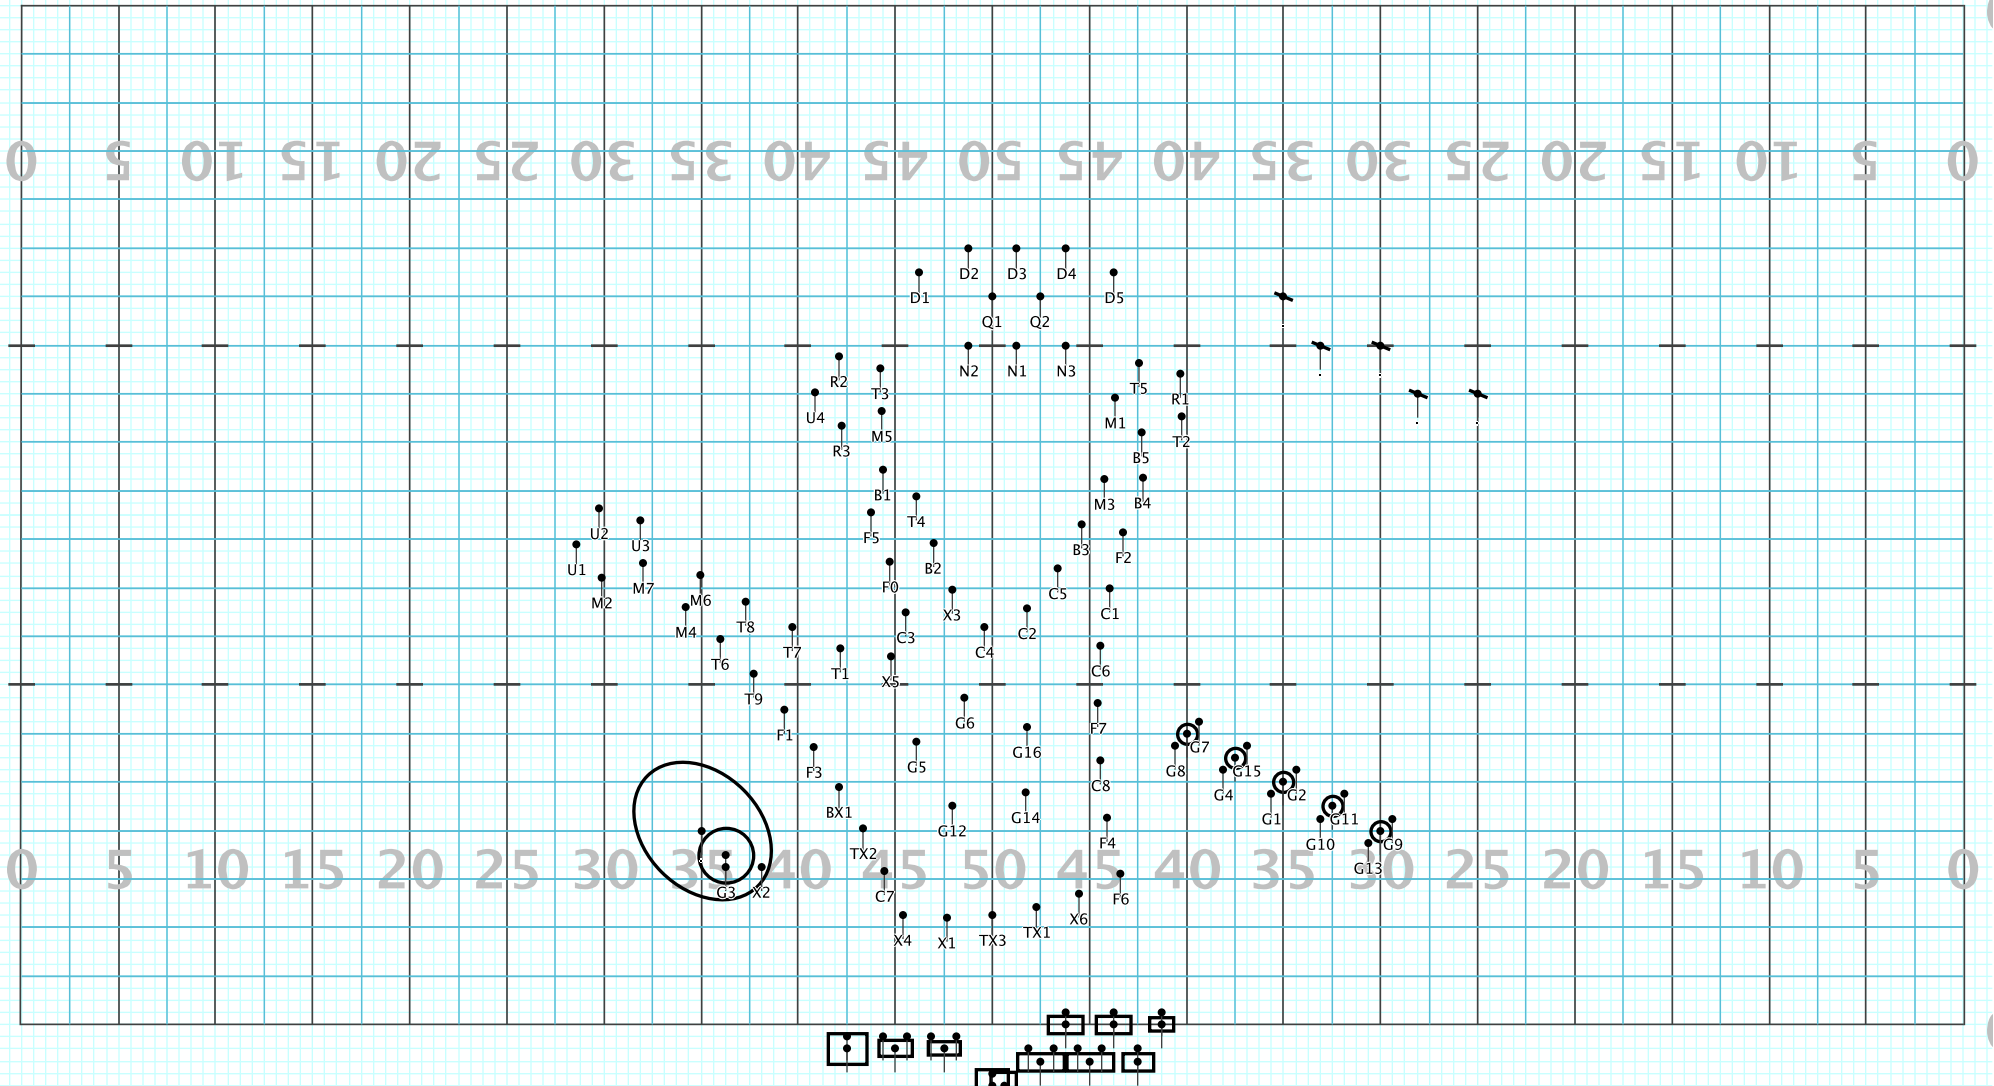 0 5 10 15 20 25 30 35 40 45 50 45 40 35 30 25 20 15 10 5 0
D2 D3 D4
D1 D5
Q1 Q2
N2 N1 N3
R2 T3 T5 R1
U4 M1
M5 T2
R3 B5
B1 M3 B4
T4
U2 F5
U3 B3 F2
U1 B2
M7 F0 C5
M2 M6 X3 C1
M4 T8 C3 C2
T7 C4
T6 T1 X5 C6
T9
G6 F7
F1 G16 G7
F3 G5 G8 G15
C8 G4 G2
BX1 G14 G1 G11
G12 F4 G10 G9
TX2 G13
0 5 10 15 20 25 30 35 40 45 50 45 40 35 30 25 20 15 10 5 0
G3 X2 C7 F6
X6
X4 X1 TX3 TX1